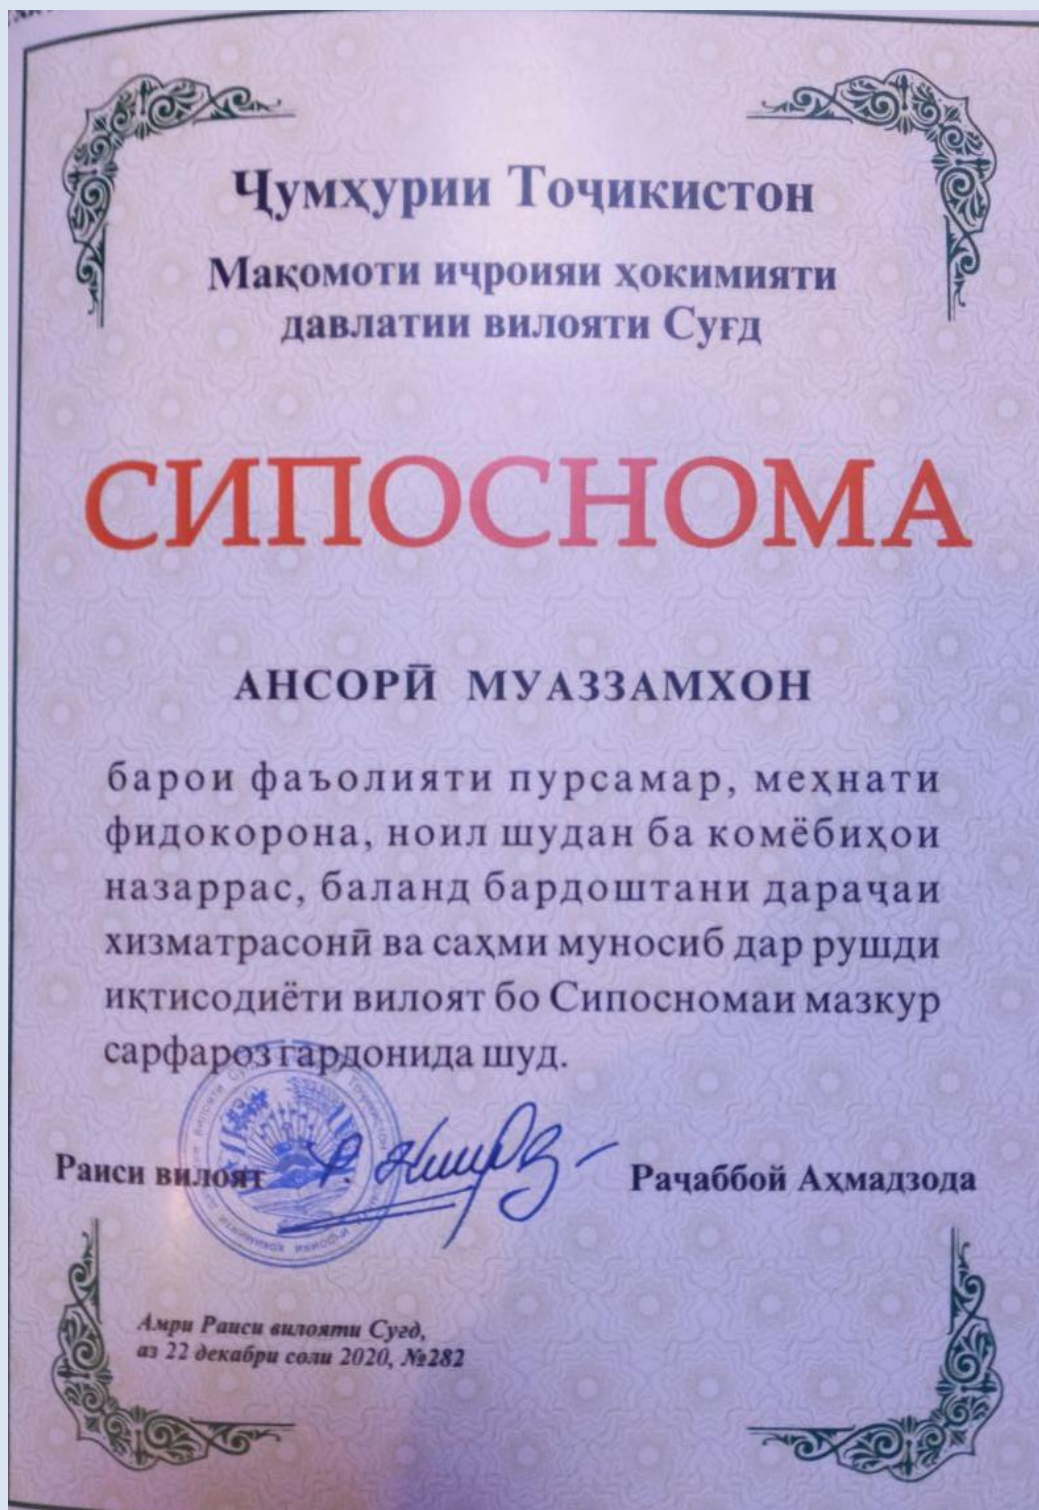 Ҷумҳурии Тоҷикистон
Мақомоти иҷроияи ҳокимияти
давлатии вилояти Суғд
СИПОСНОМА
АНСОРӢ МУАЗЗАМХОН
барои фаъолияти пурсамар, меҳнати
фидокорона, ноил шудан ба комёбиҳои
назаррас, баланд бардоштани дараҷаи
хизматрасонӣ ва саҳми муносиб дар рушди
иқтисодиёти вилоят бо Сипосномаи мазкур
сарфароз гардонида шуд.
Раиси вилоят Раҷаббой Аҳмадзода
Амри Раиси вилояти Суғд,
аз 22 декабри соли 2020, №282